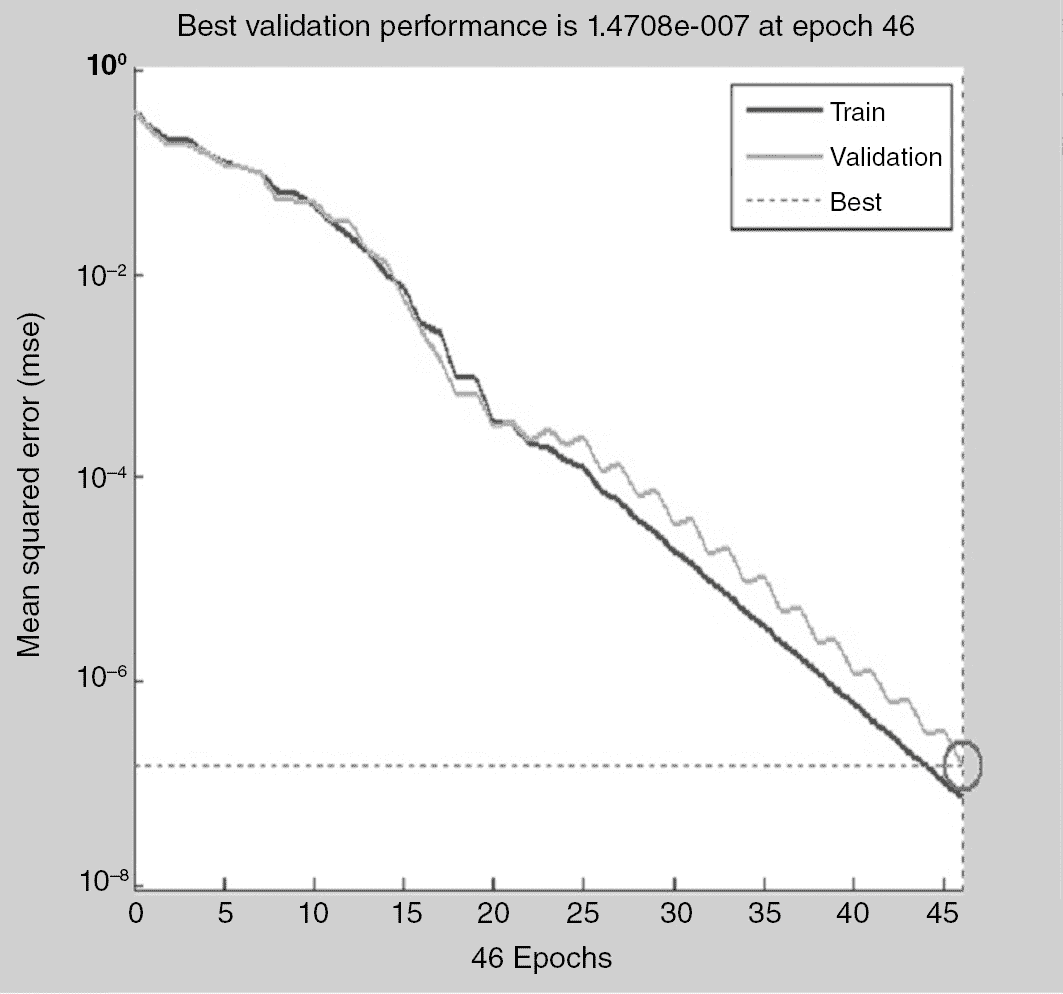 Best validation performance is 1.4708e-007 at epoch 46
10⁰
Train
Validation
Best
10⁻²
10⁻⁴
10⁻⁶
10⁻⁸
Mean squared error (mse)
0 5 10 15 20 25 30 35 40 45
46 Epochs